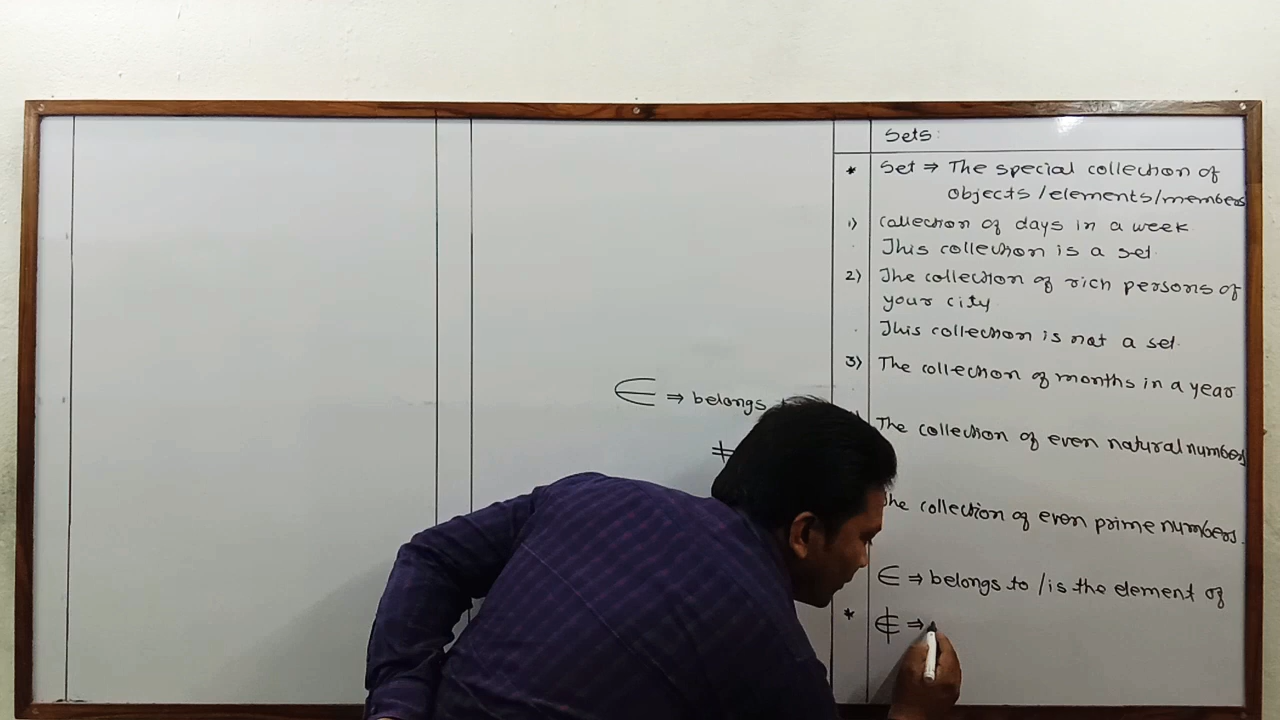 ∈ ⇒ belongs
≠
Sets:
* Set ⇒ The special collection of
objects/elements/members
1) Collection of days in a week.
This collection is a set.
2) The collection of rich persons of
your city.
This collection is not a set.
3) The collection of months in a year
The collection of even natural numbers
The collection of even prime numbers.
∈ ⇒ belongs to / is the element of
* ∉ ⇒